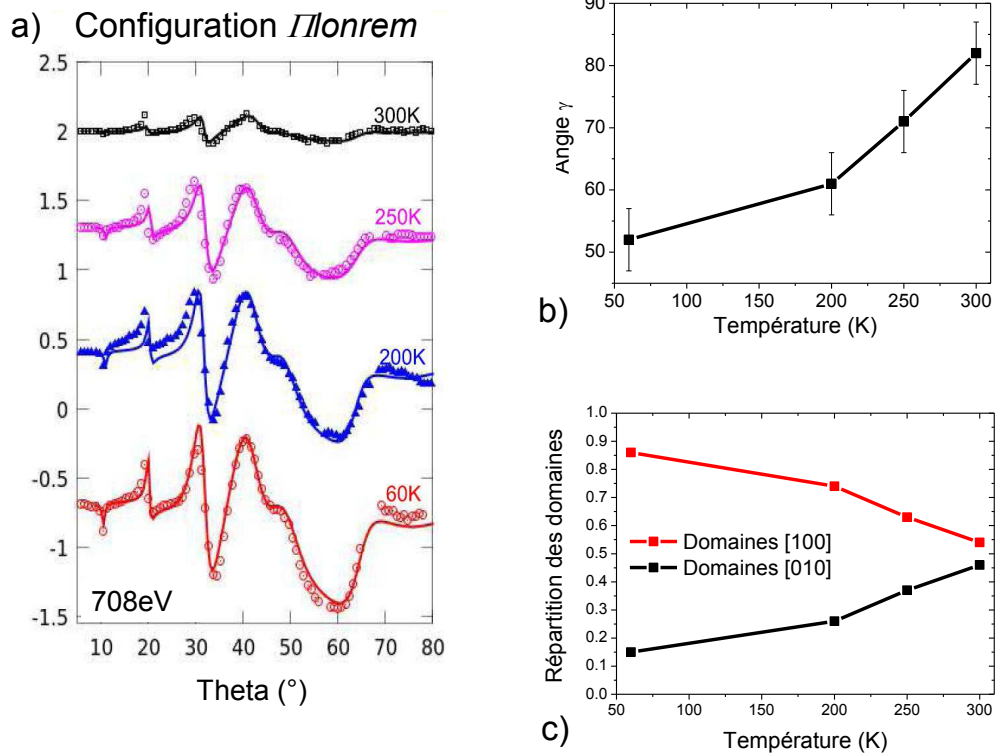 a) Configuration Πlonrem
2.5
2
1.5
1
0.5
0
-0.5
-1
-1.5
300K
250K
200K
60K
708eV
10 20 30 40 50 60 70 80
Theta (°)
90
80
70
60
50
Angle γ
50 100 150 200 250 300
Température (K)
b)
1.0
0.9
0.8
0.7
0.6
0.5
0.4
0.3
0.2
0.1
0.0
Répartition des domaines
Domaines [100]
Domaines [010]
50 100 150 200 250 300
Température (K)
c)